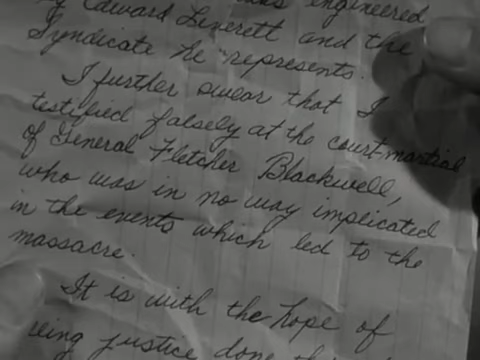 engineered
Edward Leverett and the
Syndicate he represents.
I further swear that I
testified falsely at the court-martial
of General Fletcher Blackwell,
who was in no way implicated
in the events which led to the
massacre.
It is with the hope of
justice done